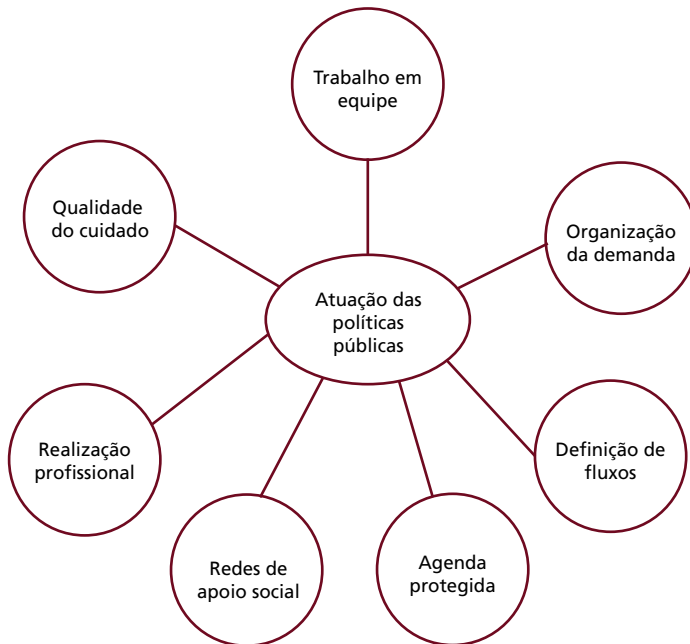 Trabalho em
equipe
Qualidade
do cuidado
Organização
da demanda
Atuação das
políticas
públicas
Realização
profissional
Definição de
fluxos
Redes de
apoio social
Agenda
protegida